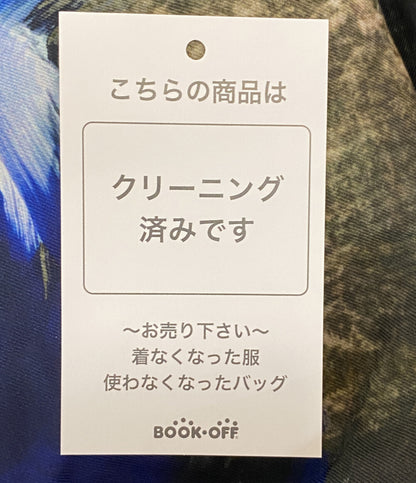 こちらの商品は
クリーニング
済みです
～お売り下さい～
着なくなった服
使わなくなったバッグ
BOOK・OFF